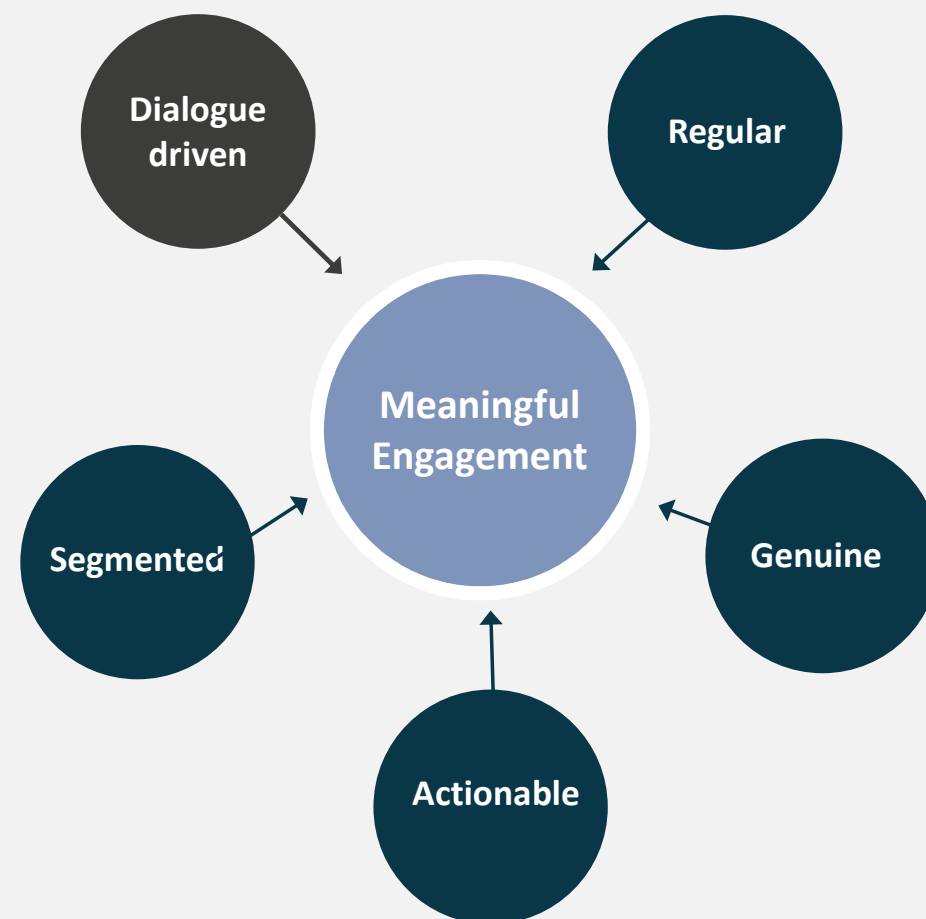 Dialogue
driven
Regular
Meaningful
Engagement
Segmented
Genuine
Actionable